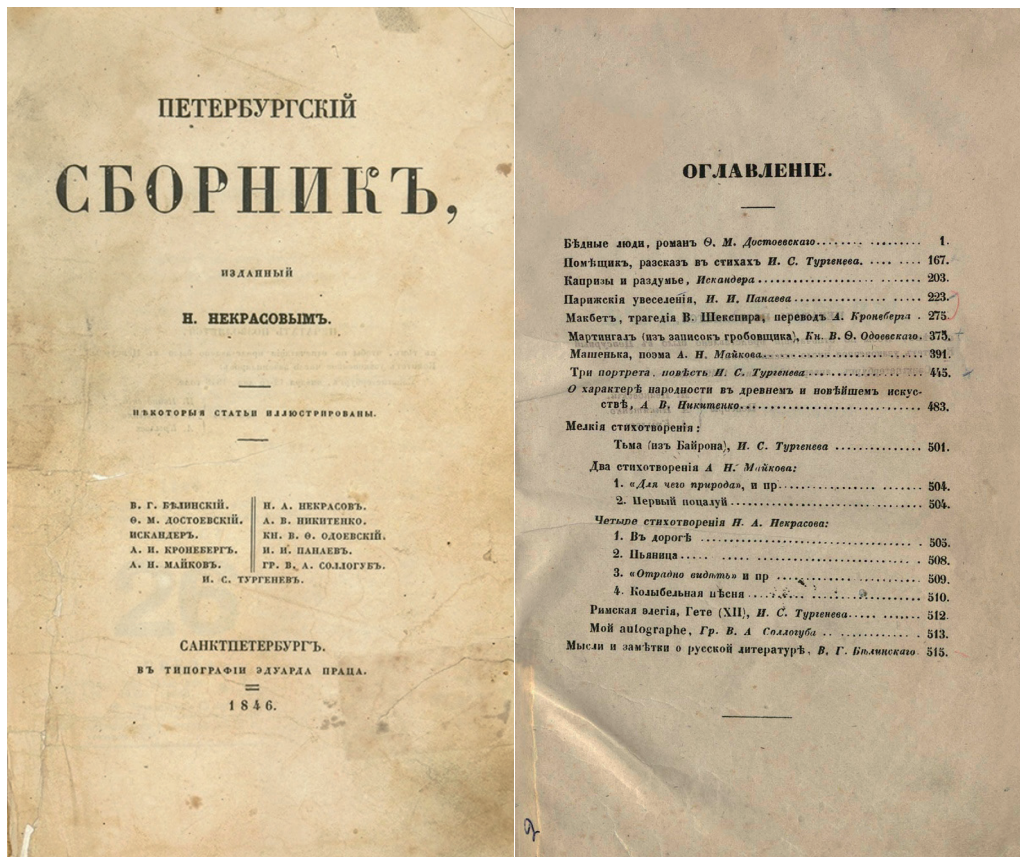 ПЕТЕРБУРГСКІЙ
СБОРНИКЪ,
ИЗДАННЫЙ
Н. НЕКРАСОВЫМЪ.
НѢКОТОРЫЯ СТАТЬИ ИЛЛЮСТРИРОВАНЫ.
В. Г. БѢЛИНСКІЙ.
Ѳ. М. ДОСТОЕВСКІЙ.
ИСКАНДЕРЪ.
А. И. КРОНЕБЕРГЪ.
А. Н. МАЙКОВЪ.
Н. А. НЕКРАСОВЪ.
А. В. НИКИТЕНКО.
КН. В. Ѳ. ОДОЕВСКІЙ.
И. И. ПАНАЕВЪ.
ГР. В. А. СОЛЛОГУБЪ.
И. С. ТУРГЕНЕВЪ.
САНКТПЕТЕРБУРГЪ.
ВЪ ТИПОГРАФІИ ЭДУАРДА ПРАЦА.
1846.
ОГЛАВЛЕНІЕ.
Бѣдные люди, романъ Ѳ. М. Достоевскаго 1.
Помѣщикъ, разсказъ въ стихахъ И. С. Тургенева. 167.
Капризы и раздумье, Искандера 203.
Парижскія увеселенія, И. И. Панаева 223.
Макбетъ, трагедія В. Шекспира, переводъ А. Кронеберга 275.
Мартингалъ (изъ записокъ гробовщика), Кн. В. Ѳ. Одоевскаго. 375.
Машенька, поэма А. Н. Майкова 391.
Три портрета, повѣсть И. С. Тургенева 445.
О характерѣ народности въ древнемъ и новѣйшемъ искус-
ствѣ, А. В. Никитенко 483.
Мелкія стихотворенія:
Тьма (изъ Байрона), И. С. Тургенева 501.
Два стихотворенія А. Н. Майкова:
1. «Для чего природа», и пр. 504.
2. Первый поцалуй 504.
Четыре стихотворенія Н. А. Некрасова:
1. Въ дорогѣ 505.
2. Пьяница 508.
3. «Отрадно видѣть» и пр 509.
4. Колыбельная пѣсня 510.
Римская элегія, Гете (XII), И. С. Тургенева 512.
Мой autographe, Гр. В. А Соллогуба 513.
Мысли и замѣтки о русской литературѣ, В. Г. Бѣлинскаго 515.